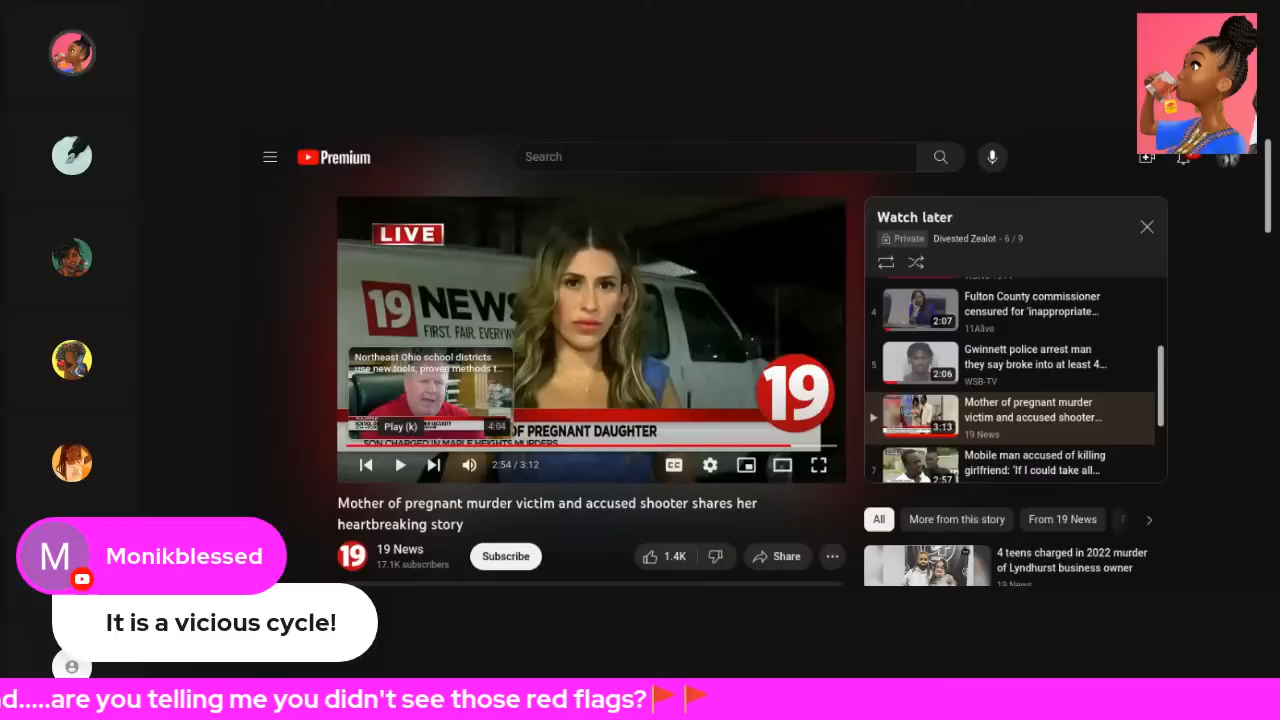 Premium
Search
LIVE
19 NEWS
FIRST. FAIR. EVERYW
Northeast Ohio school districts
use new tools, proven methods t...
Play (k)
4:04
OF PREGNANT DAUGHTER
SON CHARGED IN MAPLE HEIGHTS MURDERS
19
2:54 / 3:12
Mother of pregnant murder victim and accused shooter shares her
heartbreaking story
19
19 News
17.1K subscribers
Subscribe
1.4K
Share
Watch later
Private
Divested Zealot - 6 / 9
4
2:07
Fulton County commissioner
censured for 'inappropriate...
11Alive
5
2:06
Gwinnett police arrest man
they say broke into at least 4...
WSB-TV
3:13
Mother of pregnant murder
victim and accused shooter...
19 News
7
2:57
Mobile man accused of killing
girlfriend: 'If I could take all...
All
More from this story
From 19 News
4 teens charged in 2022 murder
of Lyndhurst business owner
19 News
M
Monikblessed
It is a vicious cycle!
d.....are you telling me you didn't see those red flags?🚩🚩